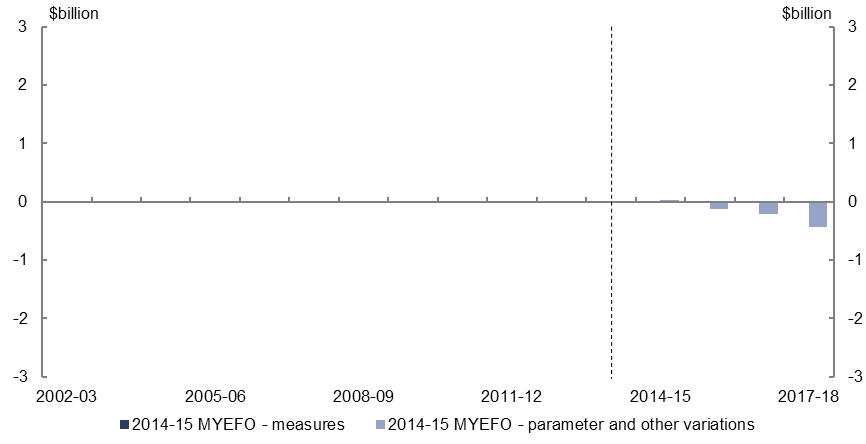 $billion $billion
3 3
2 2
1 1
0 0
-1 -1
-2 -2
-3 -3
2002-03 2005-06 2008-09 2011-12 2014-15 2017-18
2014-15 MYEFO - measures 2014-15 MYEFO - parameter and other variations